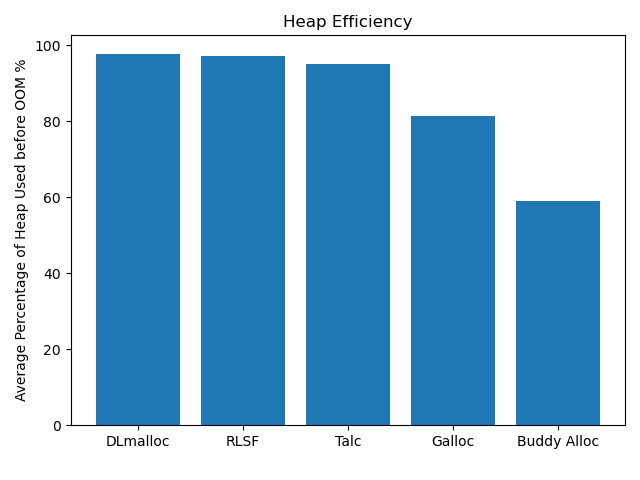 Heap Efficiency
Average Percentage of Heap Used before OOM %
100
80
60
40
20
0
DLmalloc RLSF Talc Galloc Buddy Alloc